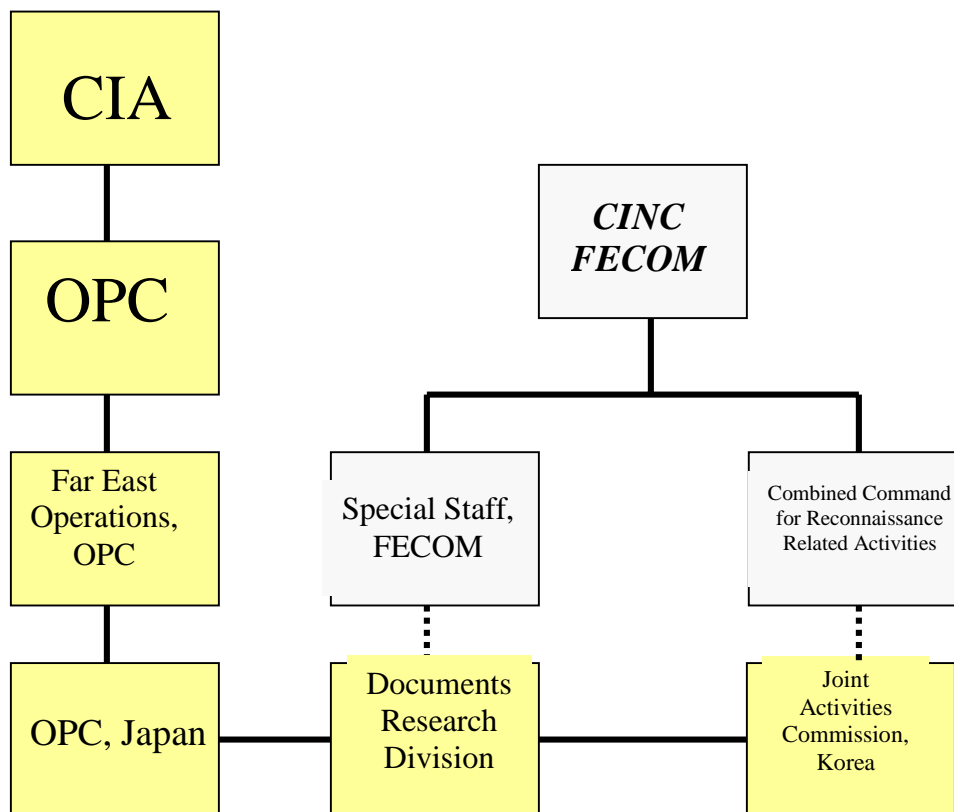 CIA
CINC
FECOM
OPC
Far East
Operations,
OPC
Special Staff,
FECOM
Combined Command
for Reconnaissance
Related Activities
OPC, Japan
Documents
Research
Division
Joint
Activities
Commission,
Korea